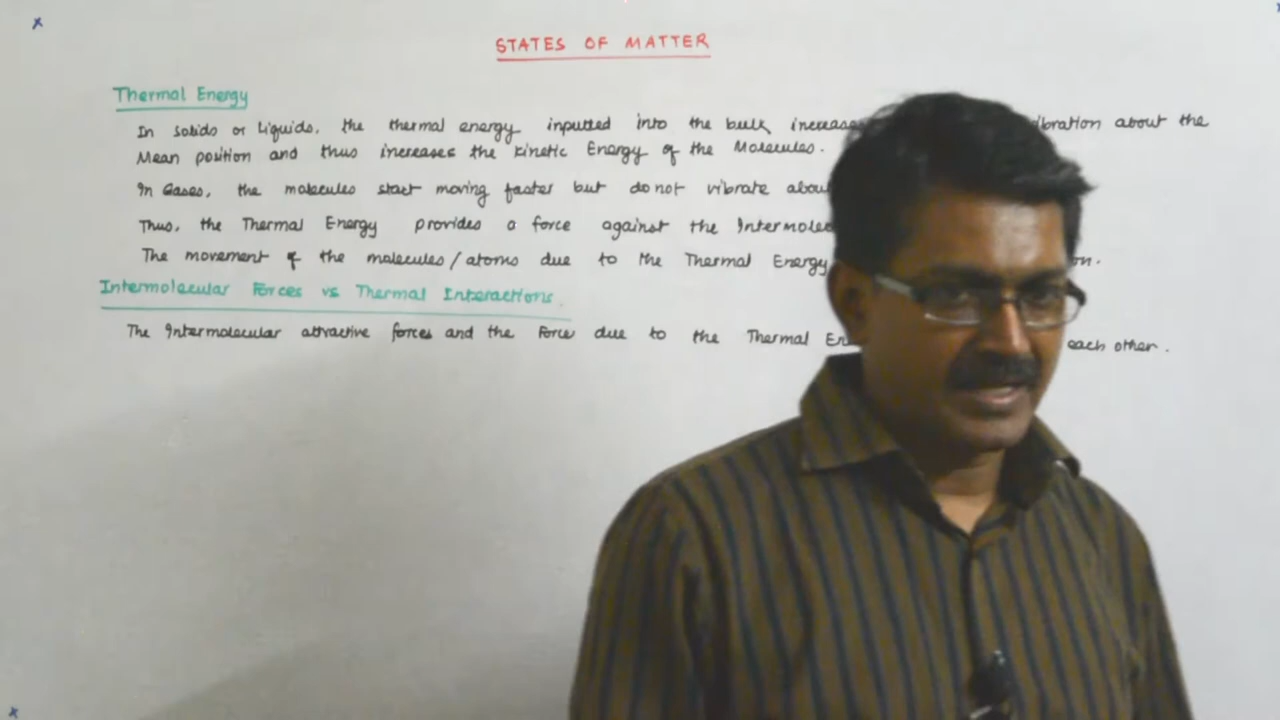 STATES OF MATTER
Thermal Energy
In Solids or Liquids, the thermal energy inputted into the bulk increase about the
Mean position and thus increases the Kinetic Energy of the Molecules.
In Gases, the molecules start moving faster but do not vibrate
Thus, the Thermal Energy provides a force against the
The movement of the molecules/atoms due to the Thermal Energy
Intermolecular Forces vs Thermal Interactions.
The Intermolecular attractive forces and the Force due to the Thermal each other.